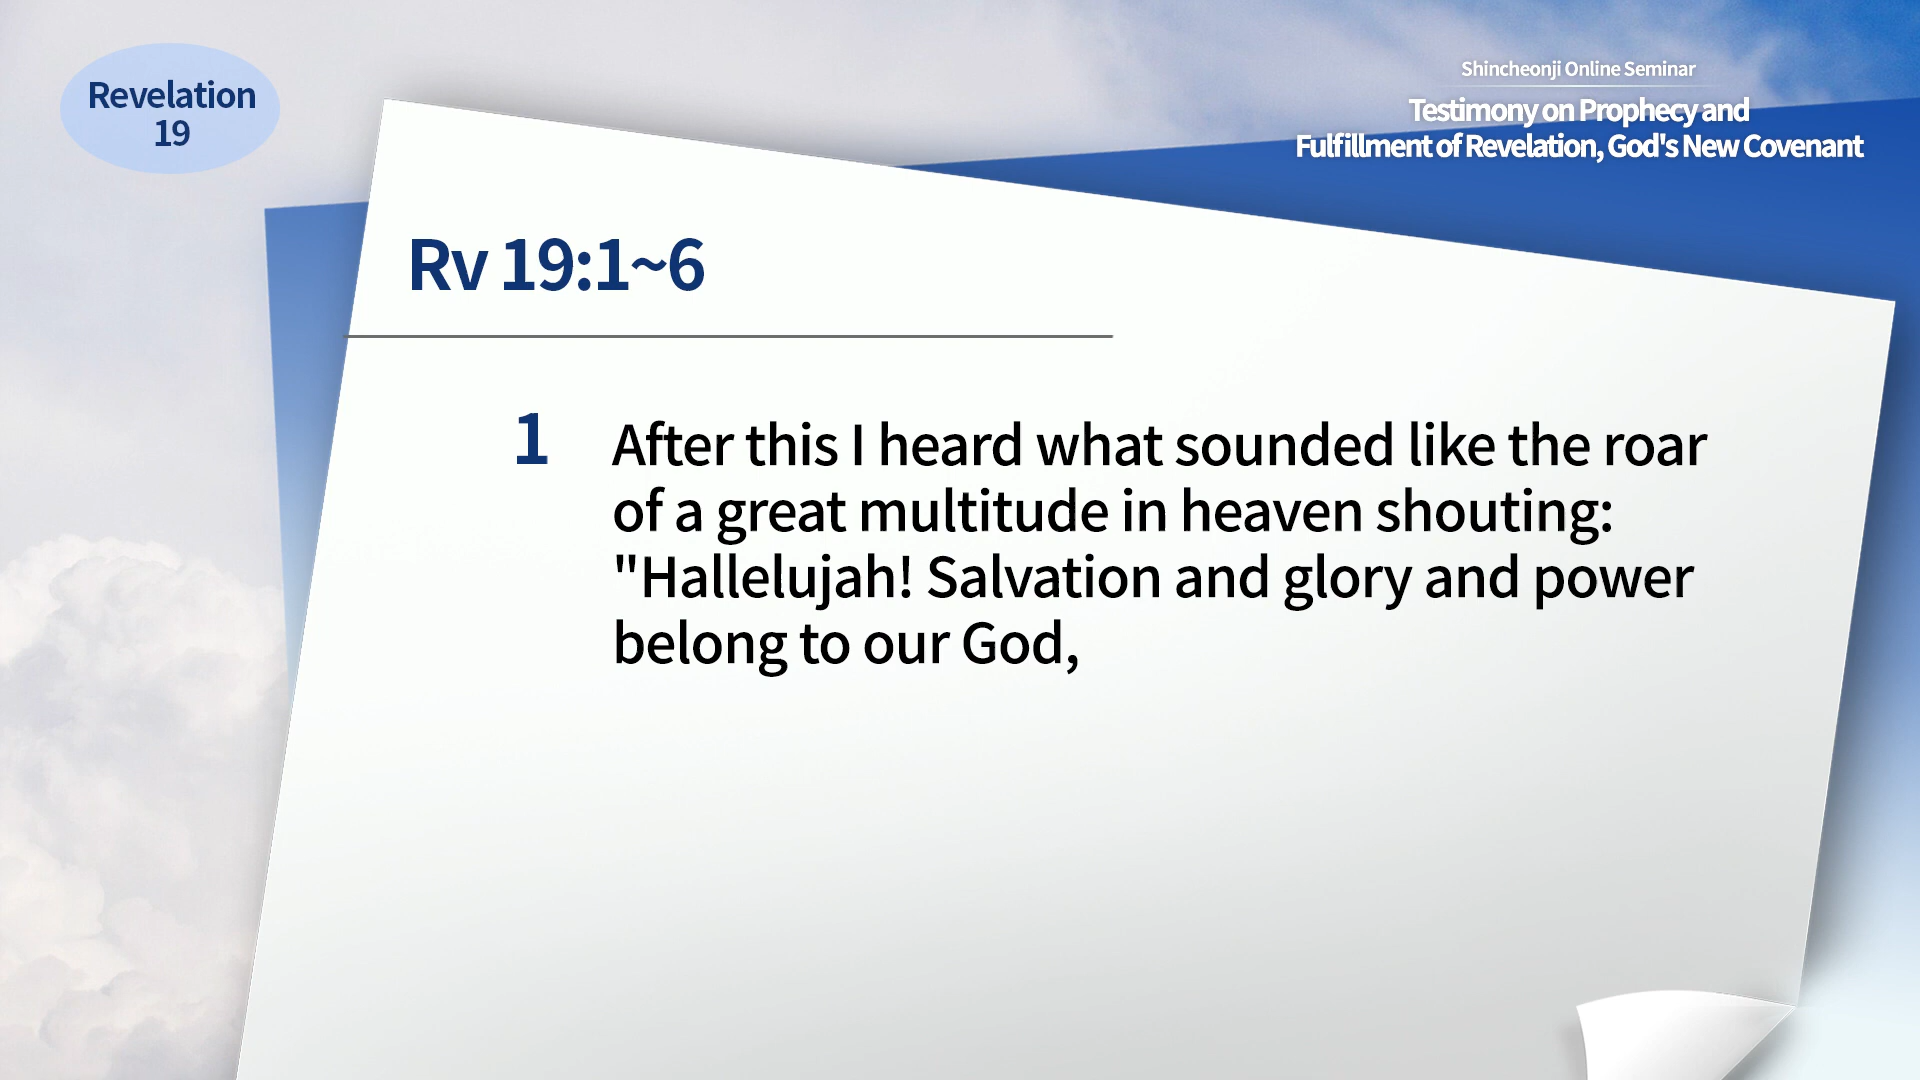 Revelation
19
Shincheonji Online Seminar
Testimony on Prophecy and
Fulfillment of Revelation, God's New Covenant
Rv 19:1~6
1 After this I heard what sounded like the roar
of a great multitude in heaven shouting:
"Hallelujah! Salvation and glory and power
belong to our God,